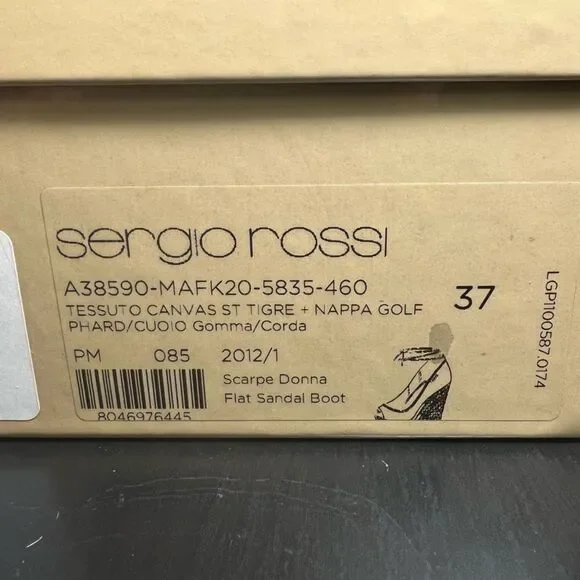 sergio rossi
A38590-MAFK20-5835-460
37
TESSUTO CANVAS ST TIGRE + NAPPA GOLF
PHARD/CUOIO Gomma/Corda
PM 085 2012/1
Scarpe Donna
Flat Sandal Boot
8046976445
LGP1100587.0174